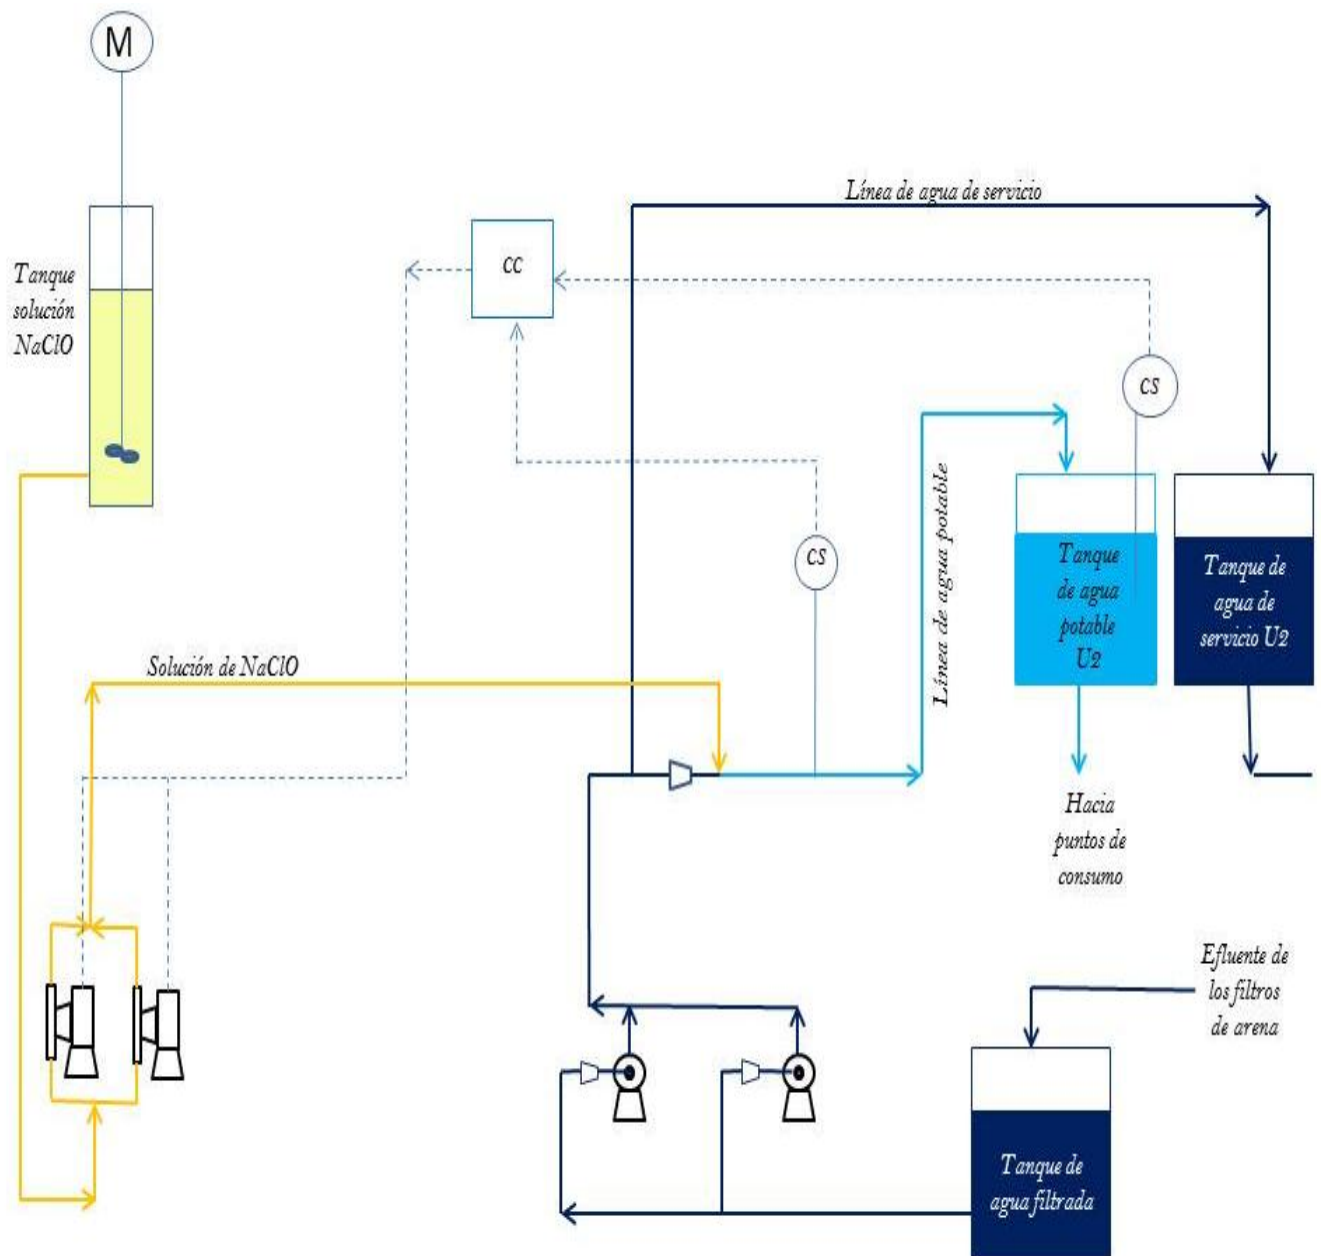 M
Línea de agua de servicio
Tanque
solución
NaClO
cc
cs
cs
Línea de agua potable
Tanque
de agua
potable
U2
Tanque de
agua de
servicio U2
Solución de NaClO
Hacia
puntos de
consumo
Efluente de
los filtros
de arena
Tanque de
agua filtrada